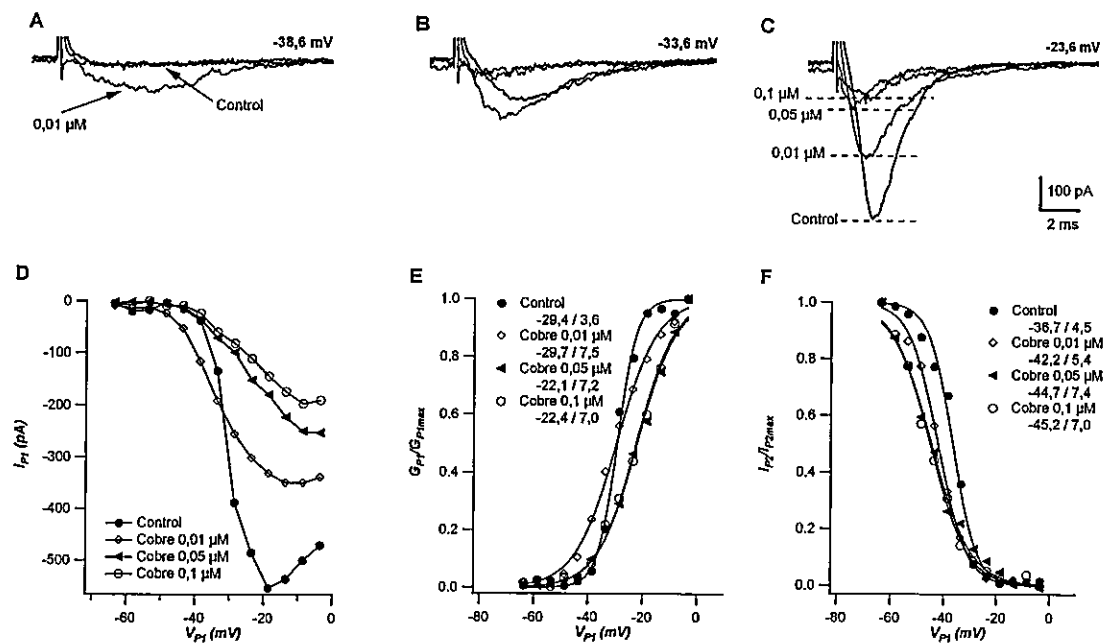 A
-38,6 mV
0,01 µM
Control
B
-33,6 mV
C
-23,6 mV
0,1 µM
0,05 µM
0,01 µM
Control
100 pA
2 ms
D
0
-100
-200
-300
-400
-500
I_P1 (pA)
Control
Cobre 0,01 µM
Cobre 0,05 µM
Cobre 0,1 µM
-80 -60 -40 -20 0
V_P1 (mV)
E
1.0
0.8
0.6
0.4
0.2
0.0
G_P1/G_P1max
Control
-29,4 / 3,6
Cobre 0,01 µM
-29,7 / 7,5
Cobre 0,05 µM
-22,1 / 7,2
Cobre 0,1 µM
-22,4 / 7,0
-80 -60 -40 -20 0
V_P1 (mV)
F
1.0
0.8
0.6
0.4
0.2
0.0
I_P2/I_P2max
Control
-36,7 / 4,5
Cobre 0,01 µM
-42,2 / 5,4
Cobre 0,05 µM
-44,7 / 7,4
Cobre 0,1 µM
-45,2 / 7,0
-80 -60 -40 -20 0
V_P1 (mV)